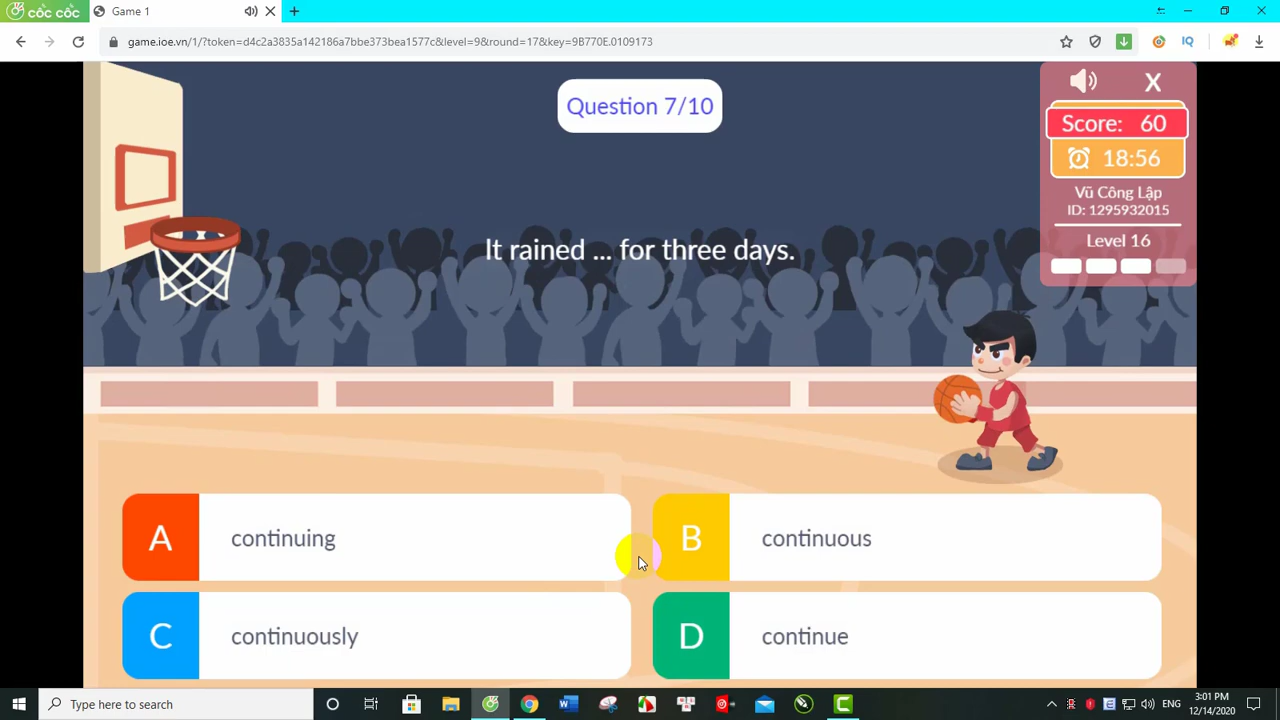 cốc cốc
Game 1
game.ioe.vn/1/?token=d4c2a3835a142186a7bbe373bea1577c&level=9&round=17&key=9B770E.0109173
IQ
Question 7/10
X
Score: 60
18:56
Vũ Công Lập
ID: 1295932015
Level 16
It rained ... for three days.
A continuing
B continuous
C continuously
D continue
Type here to search
ENG
3:01 PM
12/14/2020